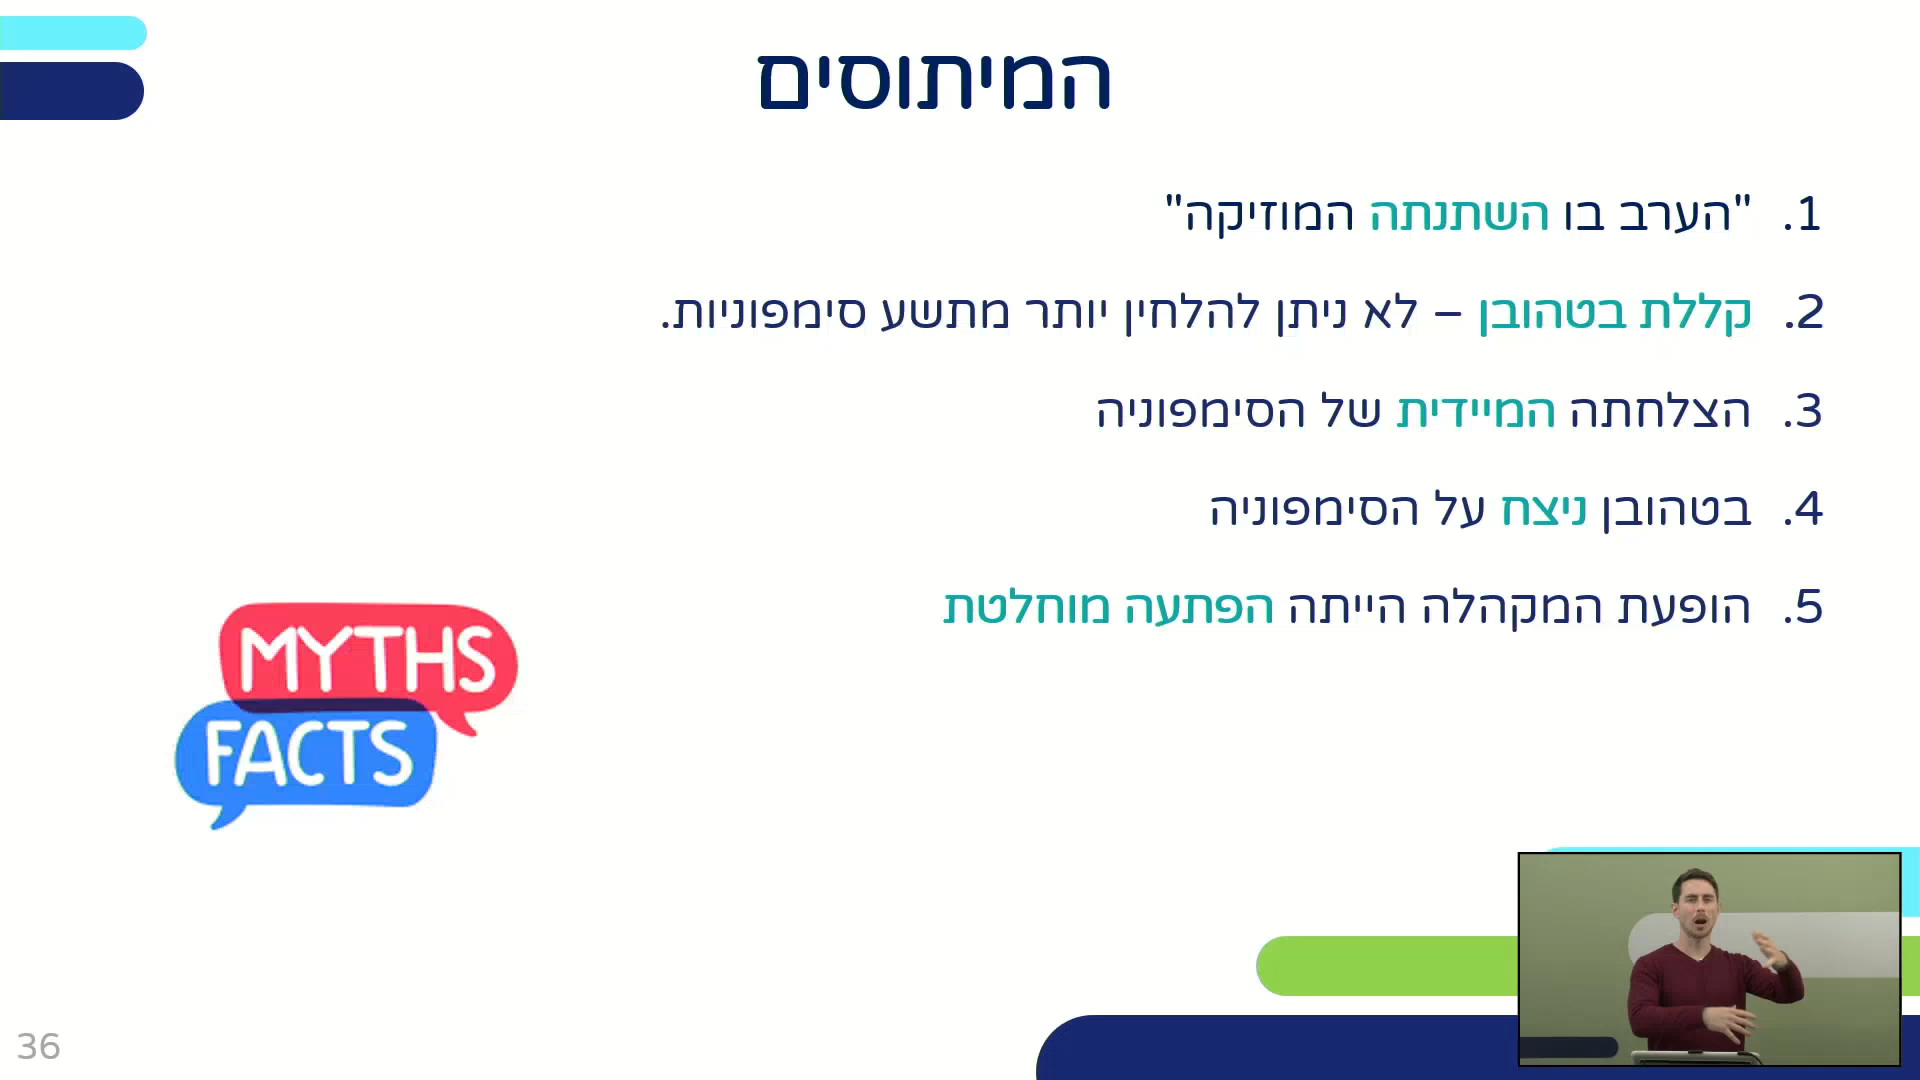 המיתוסים
1. "הערב בו השתנתה המוזיקה"
2. קללת בטהובן – לא ניתן להלחין יותר מתשע סימפוניות.
3. הצלחתה המיידית של הסימפוניה
4. בטהובן ניצח על הסימפוניה
5. הופעת המקהלה הייתה הפתעה מוחלטת
MYTHS
FACTS
36